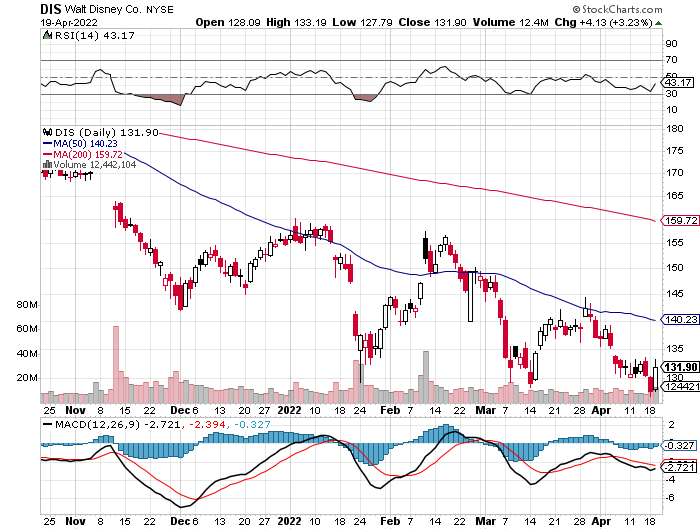 DIS Walt Disney Co. NYSE © StockCharts.com
19-Apr-2022 Open 128.09 High 133.19 Low 127.79 Close 131.90 Volume 12.4M Chg +4.13 (+3.23%)
RSI(14) 43.17
90
70
50
43.17
30
10
DIS (Daily) 131.90
MA(50) 140.23
MA(200) 159.72
Volume 12,442,104
180
175
170
165
159.72
155
150
145
140.23
135
131.90
130
124421
80M
60M
40M
20M
25 Nov 8 15 22 Dec 6 13 20 2022 10 18 24 Feb 7 14 22 Mar 7 14 21 28 Apr 11 18
MACD(12,26,9) -2.721, -2.394, -0.327
2
-0.327
-2.721
-4
-6
25 Nov 8 15 22 Dec 6 13 20 2022 10 18 24 Feb 7 14 22 Mar 7 14 21 28 Apr 11 18